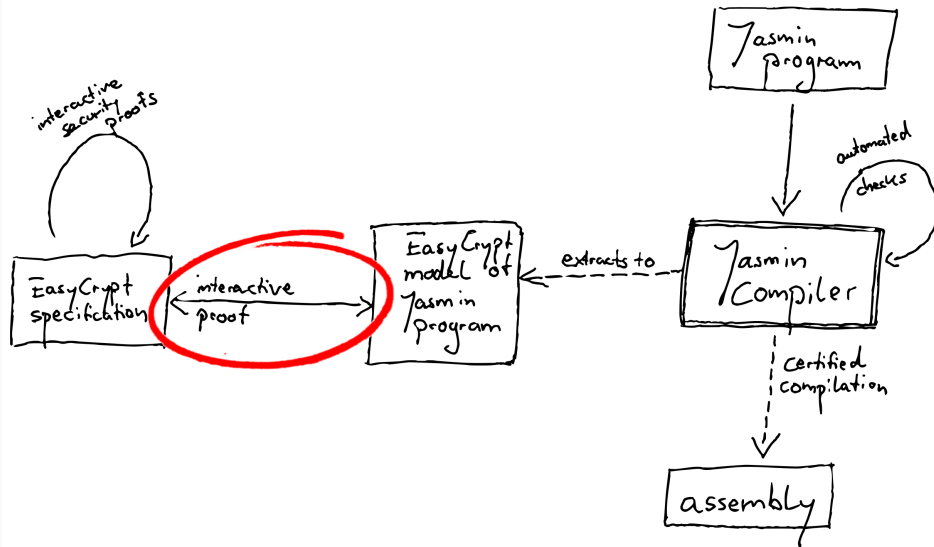 Jasmin
program
interactive
security
proofs
automated
checks
EasyCrypt
model of
Jasmin
program
extracts to
Jasmin
Compiler
EasyCrypt
specifcation
interactive
proof
Certified
compilation
assembly